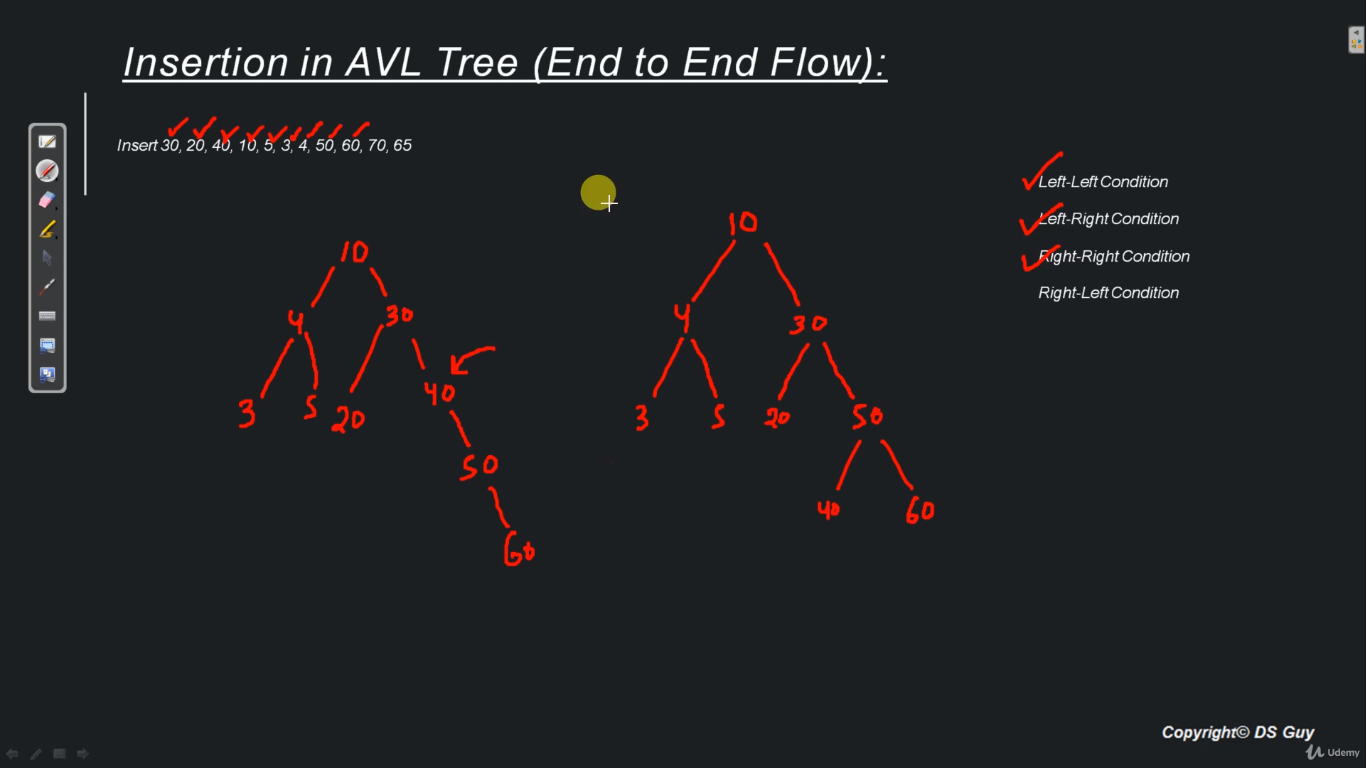 Insertion in AVL Tree (End to End Flow):
Insert 30, 20, 40, 10, 5, 3, 4, 50, 60, 70, 65
Left-Left Condition
Left-Right Condition
Right-Right Condition
Right-Left Condition
10
4 30
3 5 20 40
50
60
10
4 30
3 5 20 50
40 60
Copyright© DS Guy
Udemy